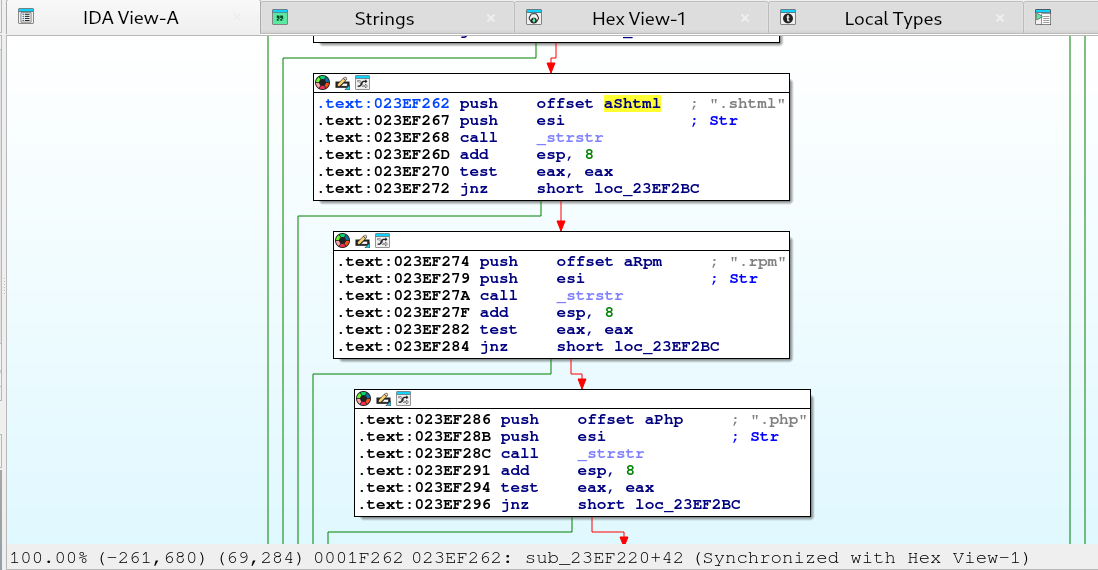 IDA View-A Strings Hex View-1 Local Types
.text:023EF262 push offset aShtml ; ".shtml"
.text:023EF267 push esi ; Str
.text:023EF268 call _strstr
.text:023EF26D add esp, 8
.text:023EF270 test eax, eax
.text:023EF272 jnz short loc_23EF2BC
.text:023EF274 push offset aRpm ; ".rpm"
.text:023EF279 push esi ; Str
.text:023EF27A call _strstr
.text:023EF27F add esp, 8
.text:023EF282 test eax, eax
.text:023EF284 jnz short loc_23EF2BC
.text:023EF286 push offset aPhp ; ".php"
.text:023EF28B push esi ; Str
.text:023EF28C call _strstr
.text:023EF291 add esp, 8
.text:023EF294 test eax, eax
.text:023EF296 jnz short loc_23EF2BC
100.00% (-261,680) (69,284) 0001F262 023EF262: sub_23EF220+42 (Synchronized with Hex View-1)